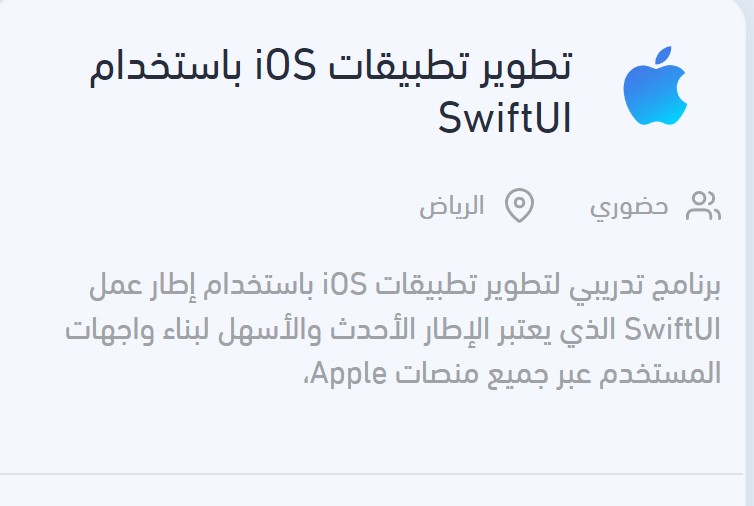 تطوير تطبيقات iOS باستخدام
SwiftUI
حضوري
الرياض
برنامج تدريبي لتطوير تطبيقات iOS باستخدام إطار عمل
SwiftUI الذي يعتبر الإطار الأحدث والأسهل لبناء واجهات
المستخدم عبر جميع منصات Apple،